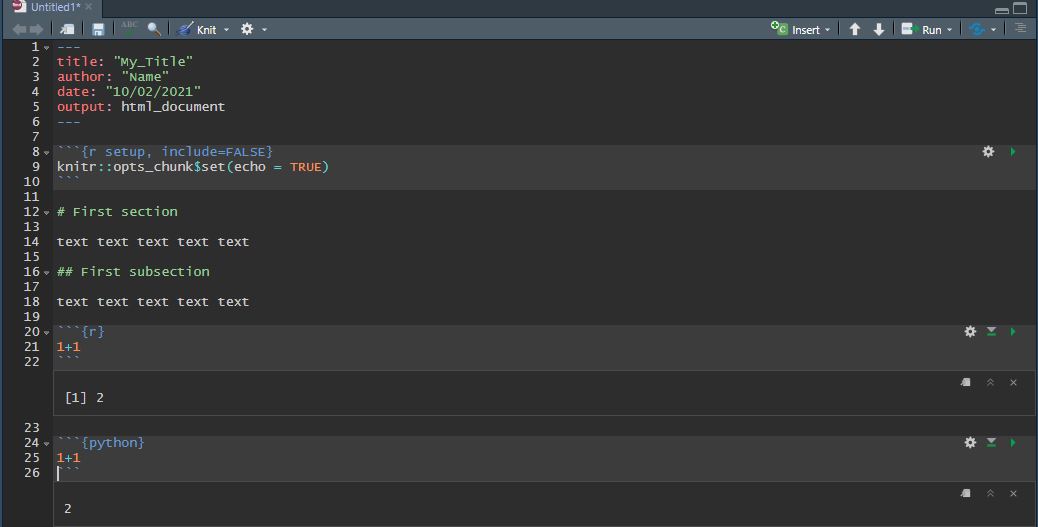 Untitled1*
ABC Knit Insert Run
1 ---
2 title: "My_Title"
3 author: "Name"
4 date: "10/02/2021"
5 output: html_document
6 ---
7
8 ```{r setup, include=FALSE}
9 knitr::opts_chunk$set(echo = TRUE)
10 ```
11
12 # First section
13
14 text text text text text
15
16 ## First subsection
17
18 text text text text text
19
20 ```{r}
21 1+1
22 ```
[1] 2
23
24 ```{python}
25 1+1
26 ```
2